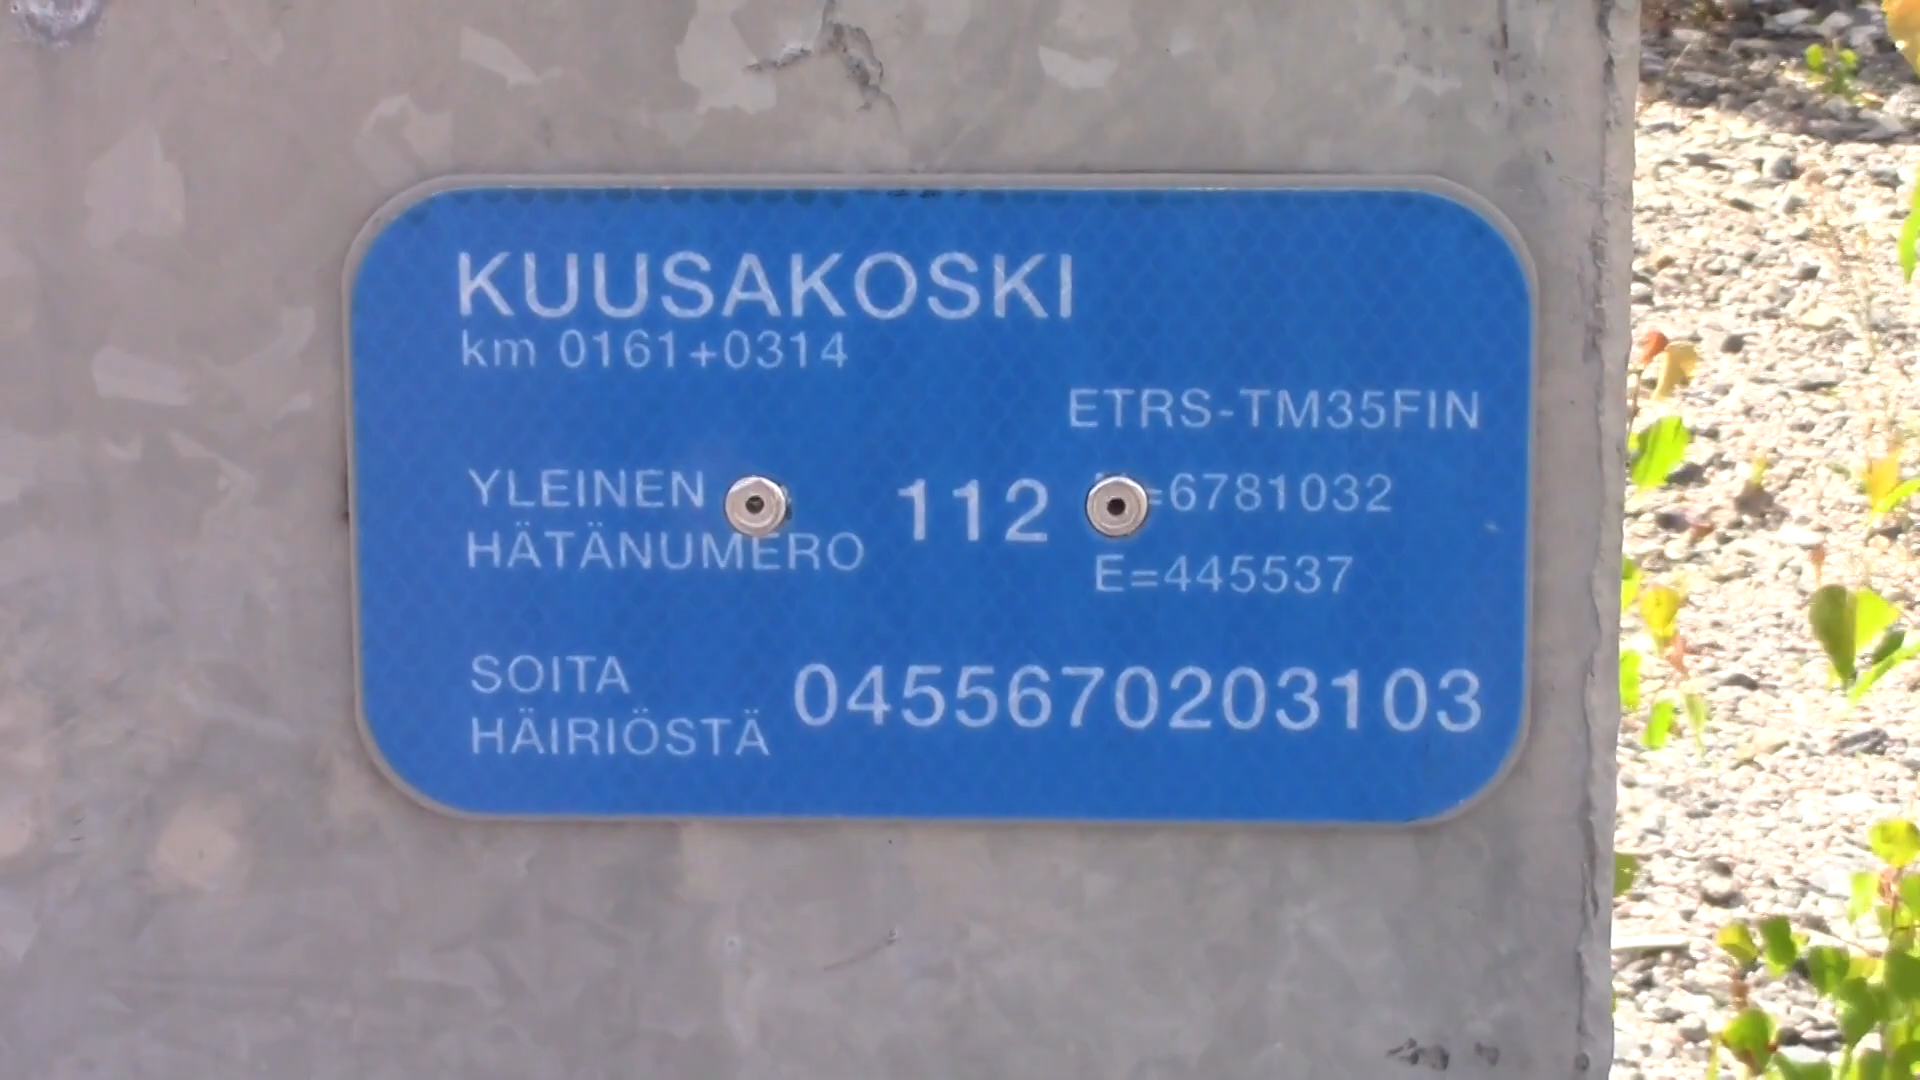 KUUSAKOSKI
km 0161+0314
ETRS-TM35FIN
YLEINEN
HÄTÄNUMERO
112
=6781032
E=445537
SOITA
HÄIRIÖSTÄ
0455670203103